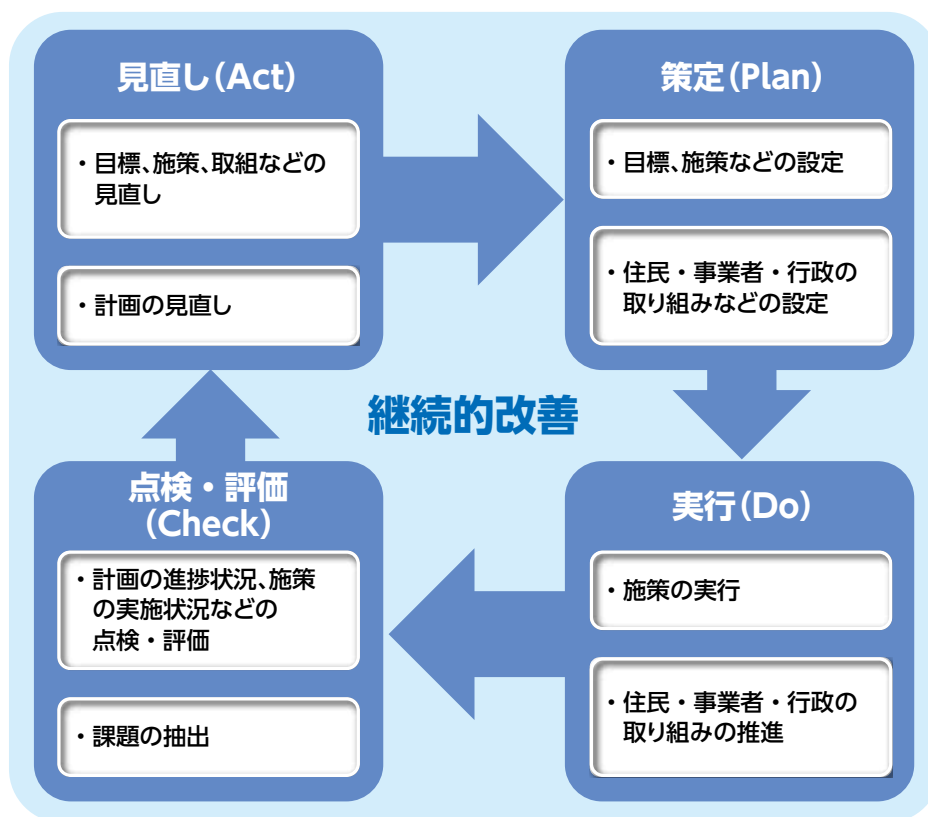 見直し（Act）
・目標、施策、取組などの
見直し
・計画の見直し
策定（Plan）
・目標、施策などの設定
・住民・事業者・行政の
取り組みなどの設定
継続的改善
点検・評価
（Check）
・計画の進捗状況、施策
の実施状況などの
点検・評価
・課題の抽出
実行（Do）
・施策の実行
・住民・事業者・行政の
取り組みの推進